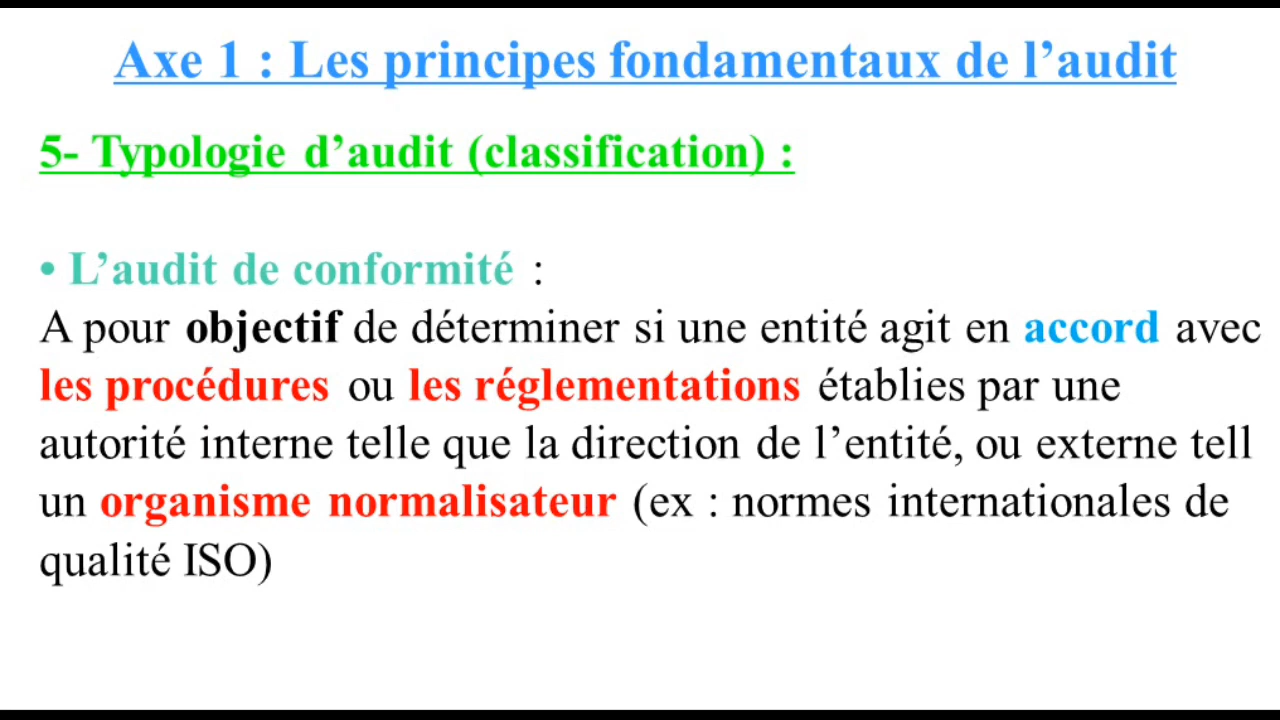 Axe 1 : Les principes fondamentaux de l’audit
5- Typologie d’audit (classification) :
• L’audit de conformité :
A pour objectif de déterminer si une entité agit en accord avec
les procédures ou les réglementations établies par une
autorité interne telle que la direction de l’entité, ou externe tell
un organisme normalisateur (ex : normes internationales de
qualité ISO)